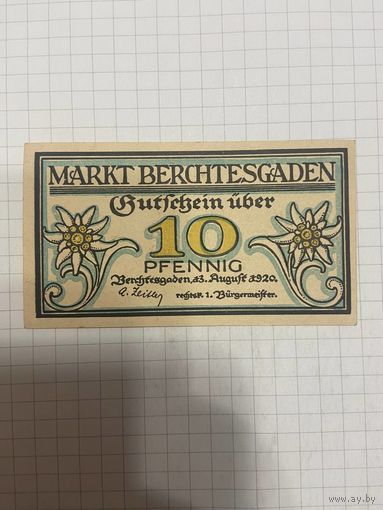 MARKT BERCHTESGADEN
Gutschein über
10
PFENNIG
Berchtesgaden, 13. August 1920.
rechtsk. 1. Bürgermeister.
www.ay.by